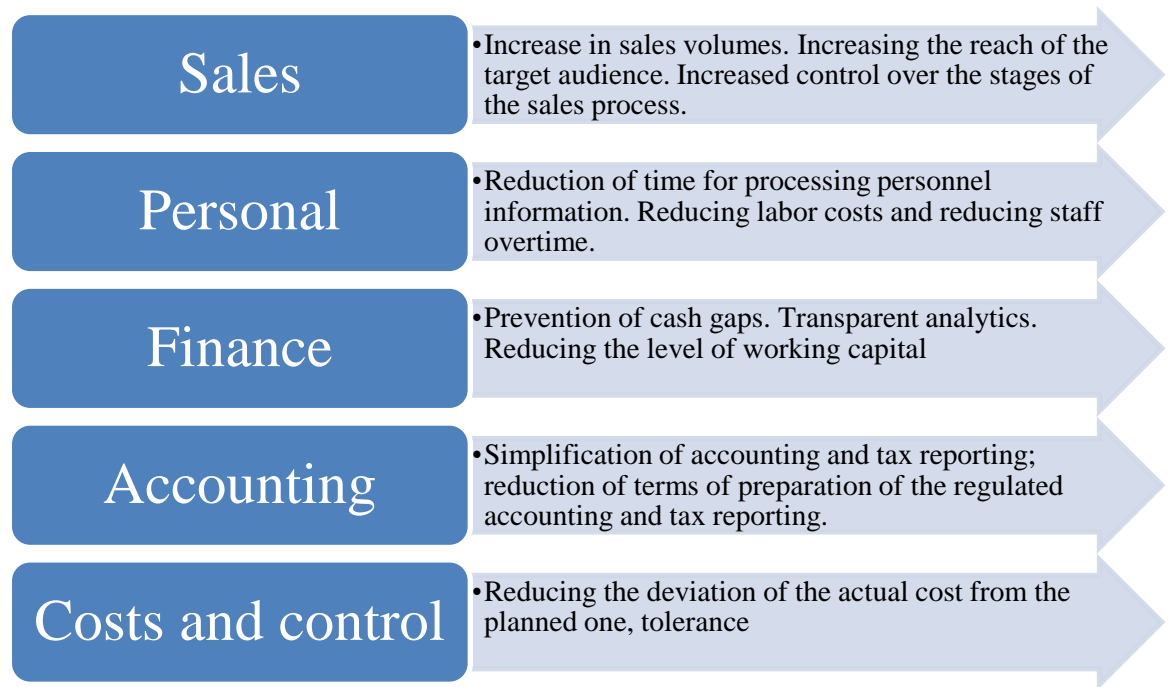 Sales
•Increase in sales volumes. Increasing the reach of the
target audience. Increased control over the stages of
the sales process.
Personal
•Reduction of time for processing personnel
information. Reducing labor costs and reducing staff
overtime.
Finance
•Prevention of cash gaps. Transparent analytics.
Reducing the level of working capital
Accounting
•Simplification of accounting and tax reporting;
reduction of terms of preparation of the regulated
accounting and tax reporting.
Costs and control
•Reducing the deviation of the actual cost from the
planned one, tolerance